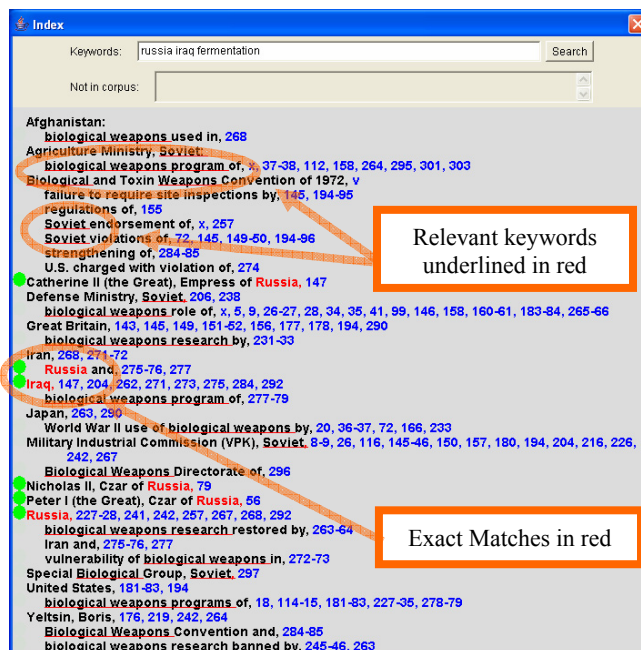 Index
Keywords: russia iraq fermentation Search
Not in corpus:
Afghanistan:
biological weapons used in, 268
Agriculture Ministry, Soviet:
biological weapons program of, x, 37-38, 112, 158, 264, 295, 301, 303
Biological and Toxin Weapons Convention of 1972, v
failure to require site inspections by, 145, 194-95
regulations of, 155
Soviet endorsement of, x, 257
Soviet violations of, 72, 145, 149-50, 194-96
strengthening of, 284-85
U.S. charged with violation of, 274
Relevant keywords
underlined in red
Catherine II (the Great), Empress of Russia, 147
Defense Ministry, Soviet, 206, 238
biological weapons role of, x, 5, 9, 26-27, 28, 34, 35, 41, 99, 146, 158, 160-61, 183-84, 265-66
Great Britain, 143, 145, 149, 151-52, 156, 177, 178, 194, 290
biological weapons research by, 231-33
Iran, 268, 271-72
Russia and, 275-76, 277
Iraq, 147, 204, 262, 271, 273, 275, 284, 292
biological weapons program of, 277-79
Japan, 263, 290
World War II use of biological weapons by, 20, 36-37, 72, 166, 233
Military Industrial Commission (VPK), Soviet, 8-9, 26, 116, 145-46, 150, 157, 180, 194, 204, 216, 226,
242, 267
Biological Weapons Directorate of, 296
Nicholas II, Czar of Russia, 79
Peter I (the Great), Czar of Russia, 56
Russia, 227-28, 241, 242, 257, 267, 268, 292
biological weapons research restored by, 263-64
Iran and, 275-76, 277
vulnerability of biological weapons in, 272-73
Exact Matches in red
Special Biological Group, Soviet, 297
United States, 181-83, 194
biological weapons programs of, 18, 114-15, 181-83, 227-35, 278-79
Yeltsin, Boris, 176, 219, 242, 264
Biological Weapons Convention and, 284-85
biological weapons research banned by, 245-46, 263